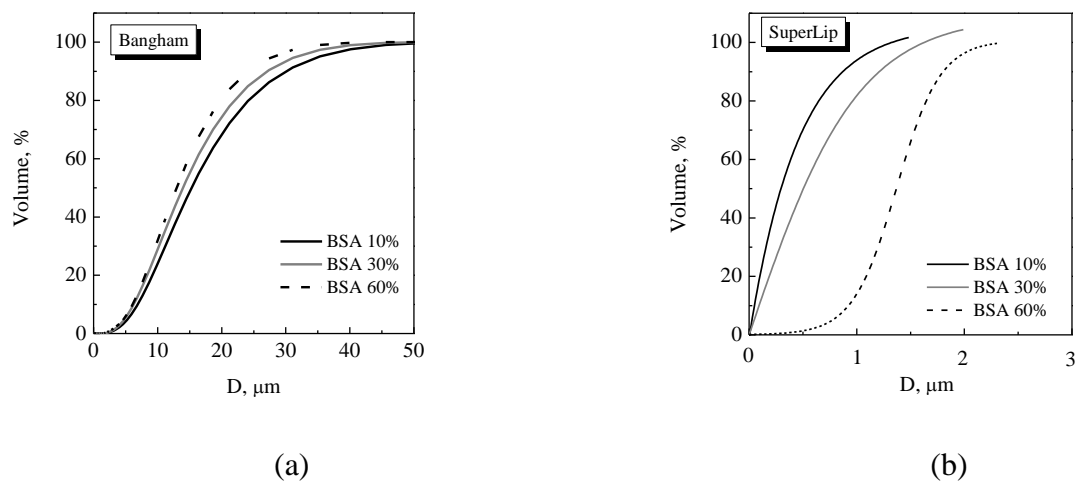 Bangham
Volume, %
100
80
60
40
20
0
BSA 10%
BSA 30%
BSA 60%
0 10 20 30 40 50
D, μm
(a)
SuperLip
Volume, %
100
80
60
40
20
0
BSA 10%
BSA 30%
BSA 60%
0 1 2 3
D, μm
(b)